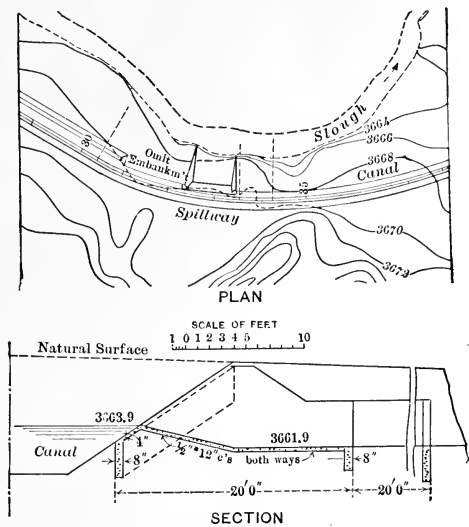 Slough
3664
3666
3668
Canal
30
Omit
Embankm't
35
Spillway
3670
3672
PLAN
SCALE OF FEET
1 0 1 2 3 4 5 10
Natural Surface
3663.9
Canal
4"
½" 12" c's
3661.9
both ways
8"
8"
20'0"
20'0"
SECTION